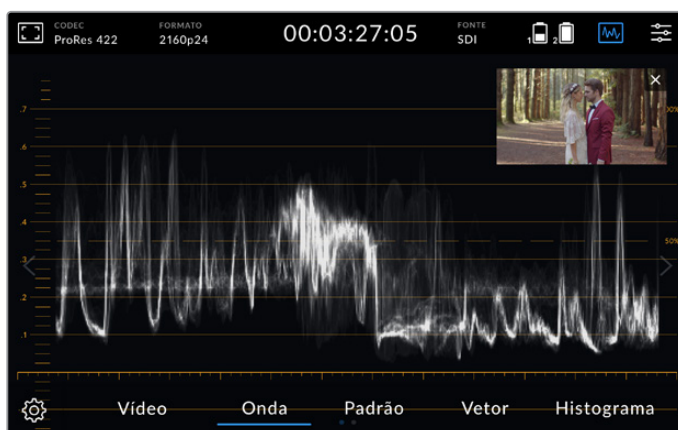 CODEC
ProRes 422
FORMATO
2160p24
00:03:27:05
FONTE
SDI
1
2
.7
.6
.5
.4
.3
.2
.1
50%
Vídeo
Onda
Padrão
Vetor
Histograma